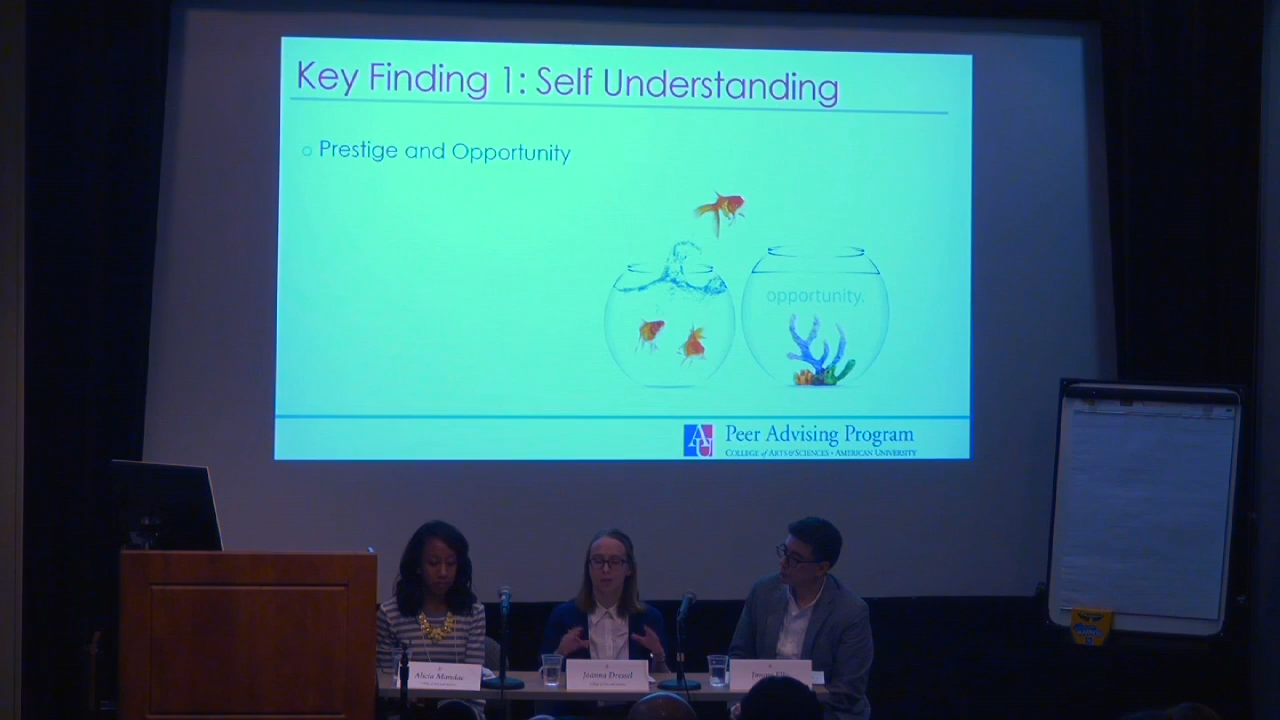 Key Finding 1: Self Understanding
Prestige and Opportunity
opportunity.
AU
Peer Advising Program
COLLEGE of ARTS & SCIENCES • AMERICAN UNIVERSITY
Alicia Mandac
Joanna Dressel